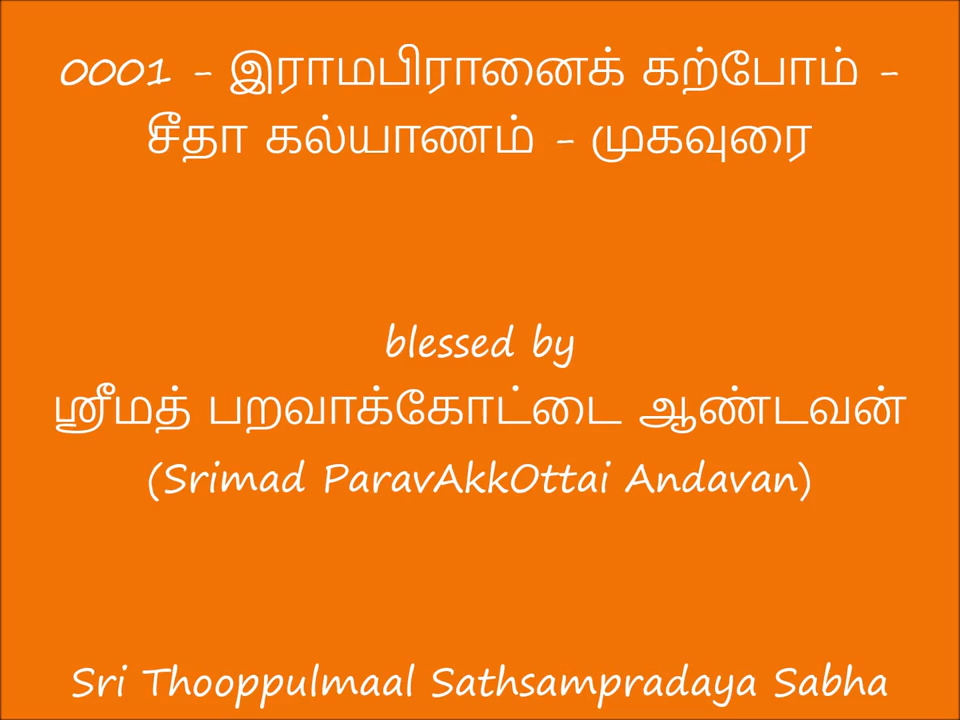 0001 - இராமபிரானைக் கற்போம் -
சீதா கல்யாணம் - முகவுரை
blessed by
ஸ்ரீமத் பறவாக்கோட்டை ஆண்டவன்
(Srimad ParavAkkOttai Andavan)
Sri Thooppulmaal Sathsampradaya Sabha